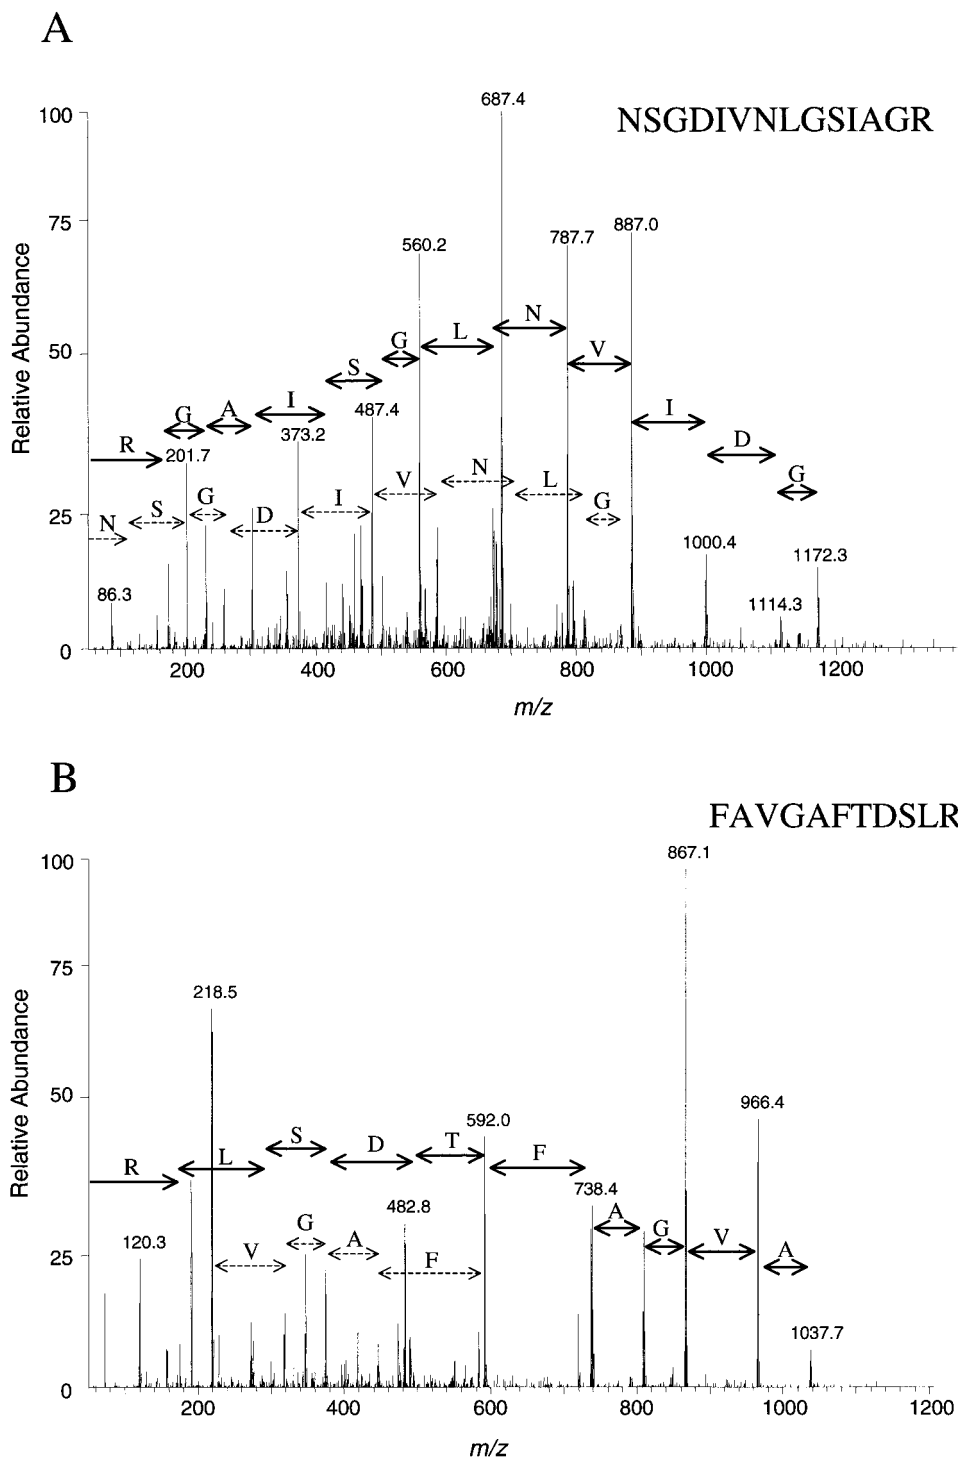 A
687.4
100
NSGDIVNLGSIAGR
75
887.0
787.7
560.2
Relative Abundance
N
50
L
V
G
S
I
487.4
G
A
373.2
I
R
201.7
D
N
V
G
L
G
I
S
G
D
25
N
1000.4
1172.3
86.3
1114.3
0
200
400
600
800
1000
1200
m/z
B
FAVGAFTDSLR
867.1
100
75
218.5
Relative Abundance
50
966.4
592.0
S
D
T
R
L
F
738.4
482.8
A
G
V
120.3
G
A
V
F
25
A
1037.7
0
200
400
600
800
1000
1200
m/z